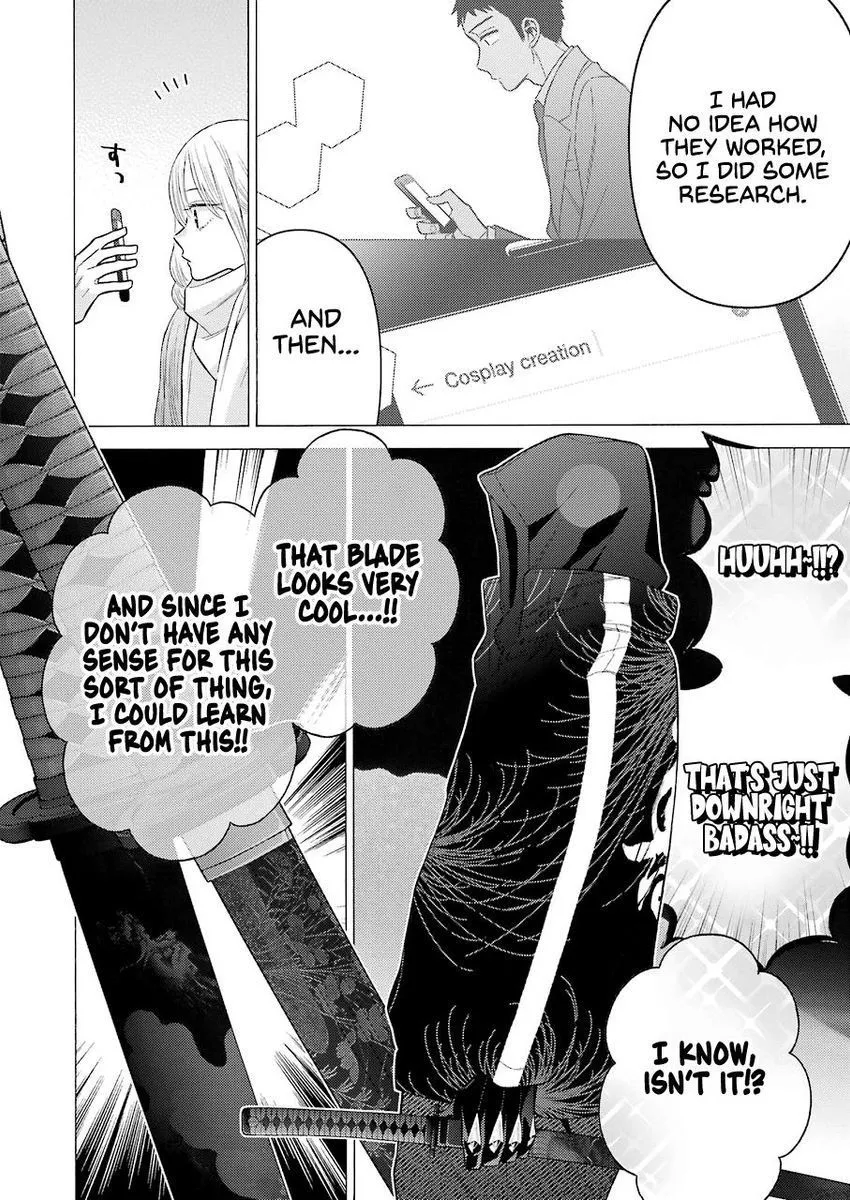 I HAD
NO IDEA HOW
THEY WORKED,
SO I DID SOME
RESEARCH.
← Cosplay creation
AND
THEN...
すっ
HUUHH~!!!?
THAT'S JUST
DOWNRIGHT
BADASS~!!!
I KNOW,
ISN'T IT!?
THAT BLADE
LOOKS VERY
COOL...!!
AND SINCE I
DON'T HAVE ANY
SENSE FOR THIS
SORT OF THING,
I COULD LEARN
FROM THIS!!